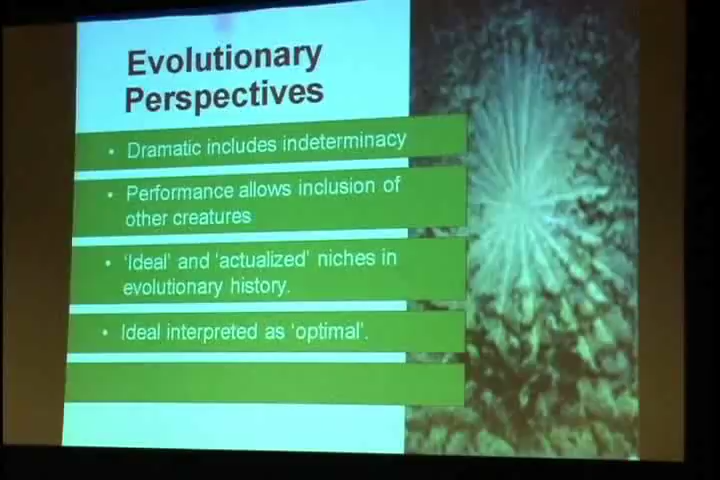 Evolutionary
Perspectives
• Dramatic includes indeterminacy
• Performance allows inclusion of
other creatures
• ‘Ideal’ and ‘actualized’ niches in
evolutionary history.
• Ideal interpreted as ‘optimal’.